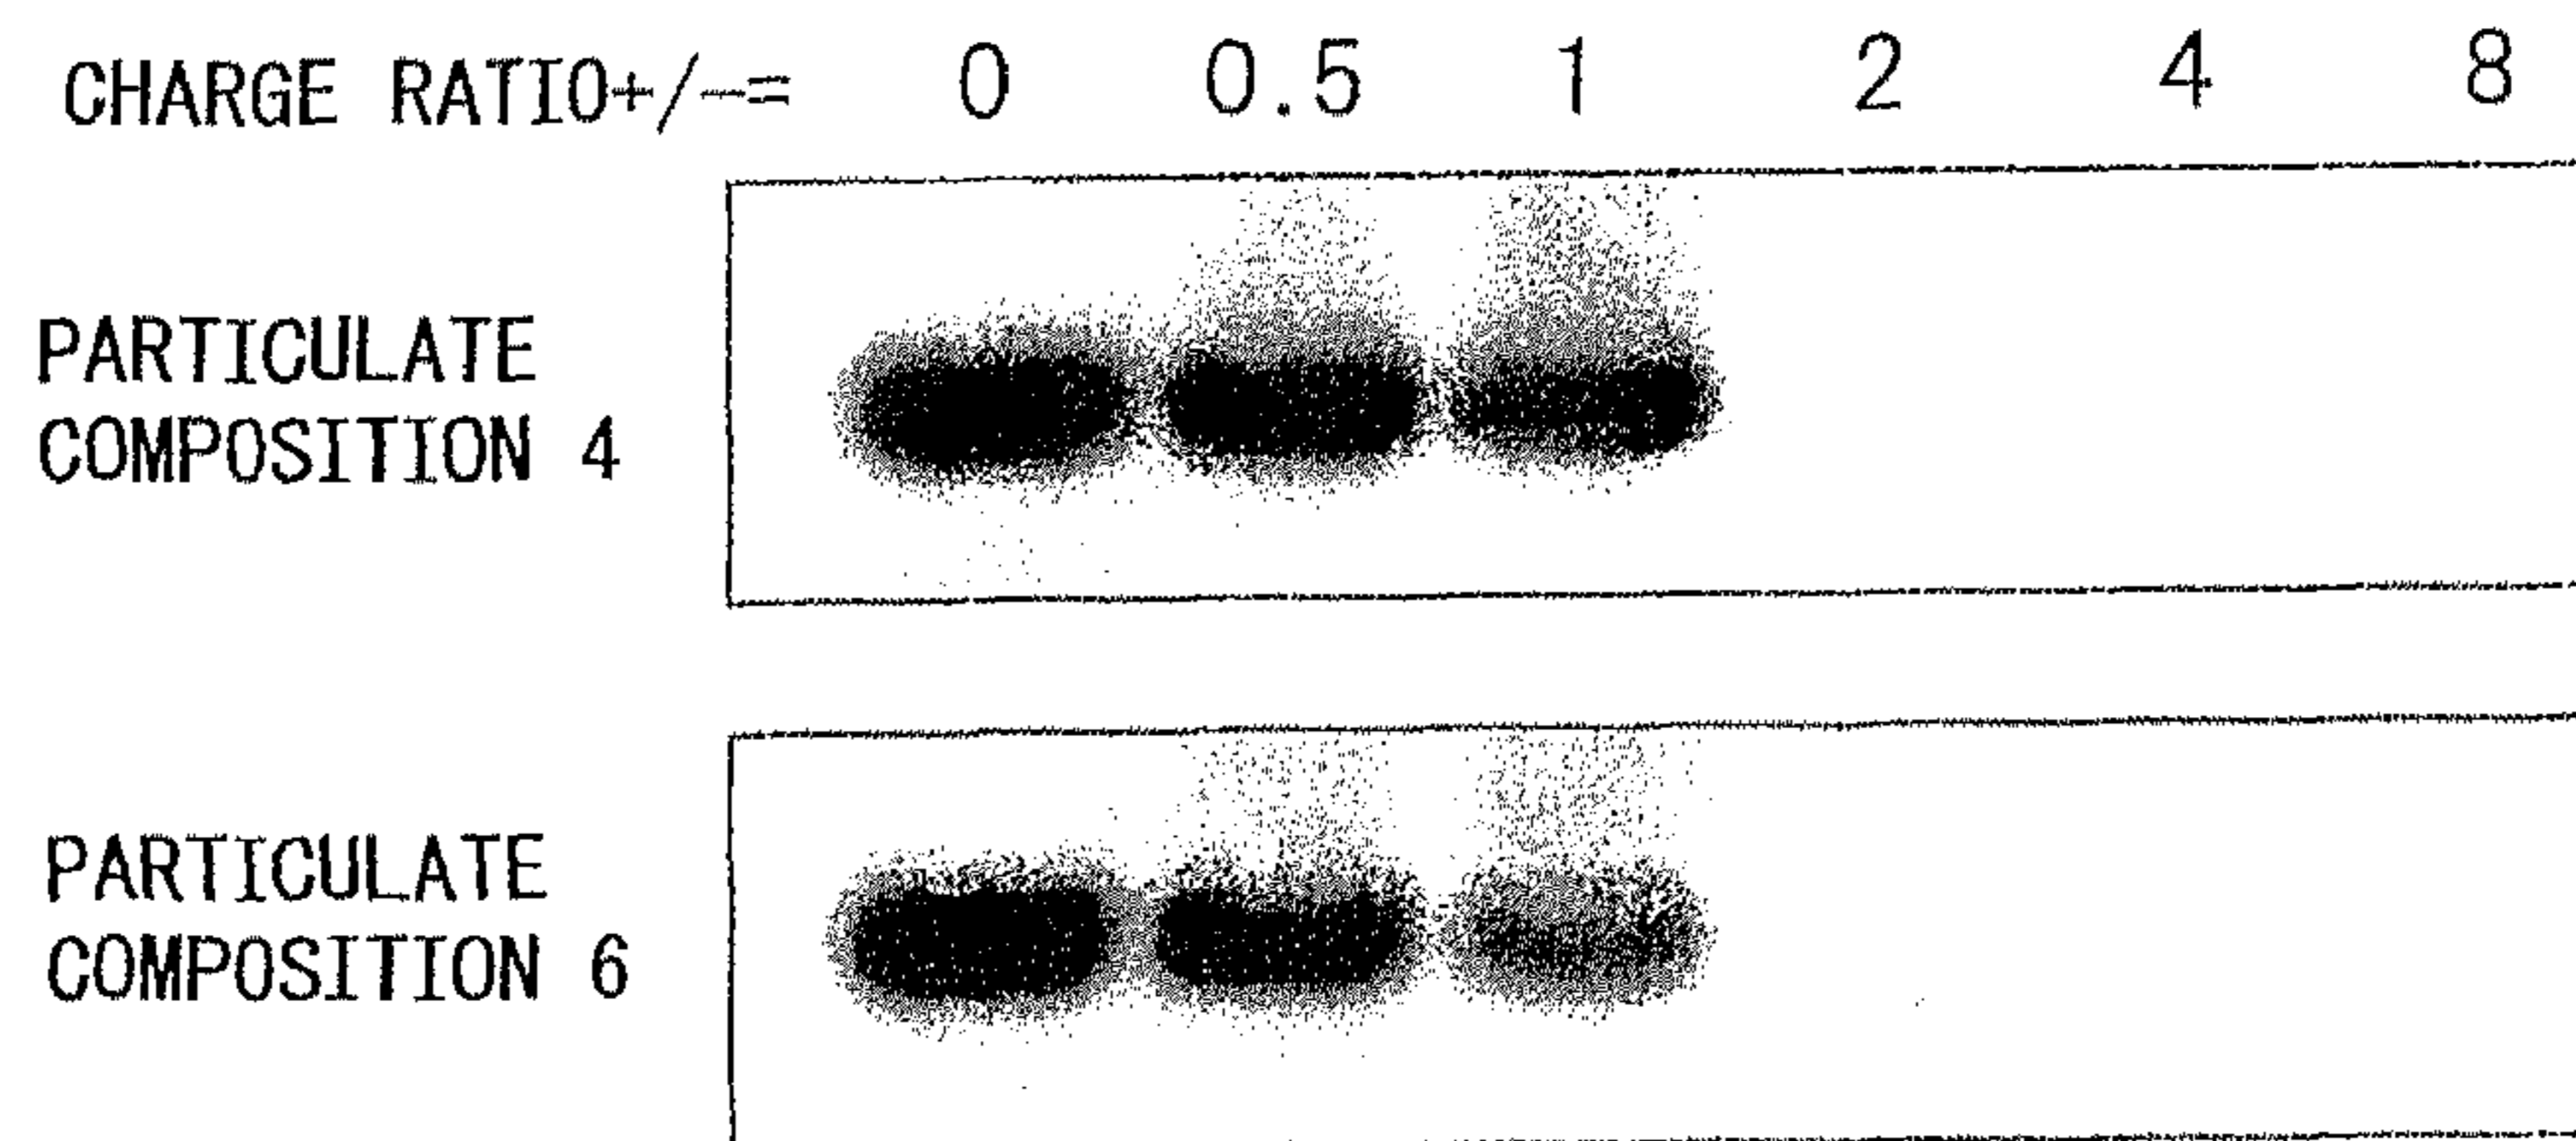 CHARGE RATIO+/-= 0 0.5 1 2 4 8
PARTICULATE
COMPOSITION 4
PARTICULATE
COMPOSITION 6